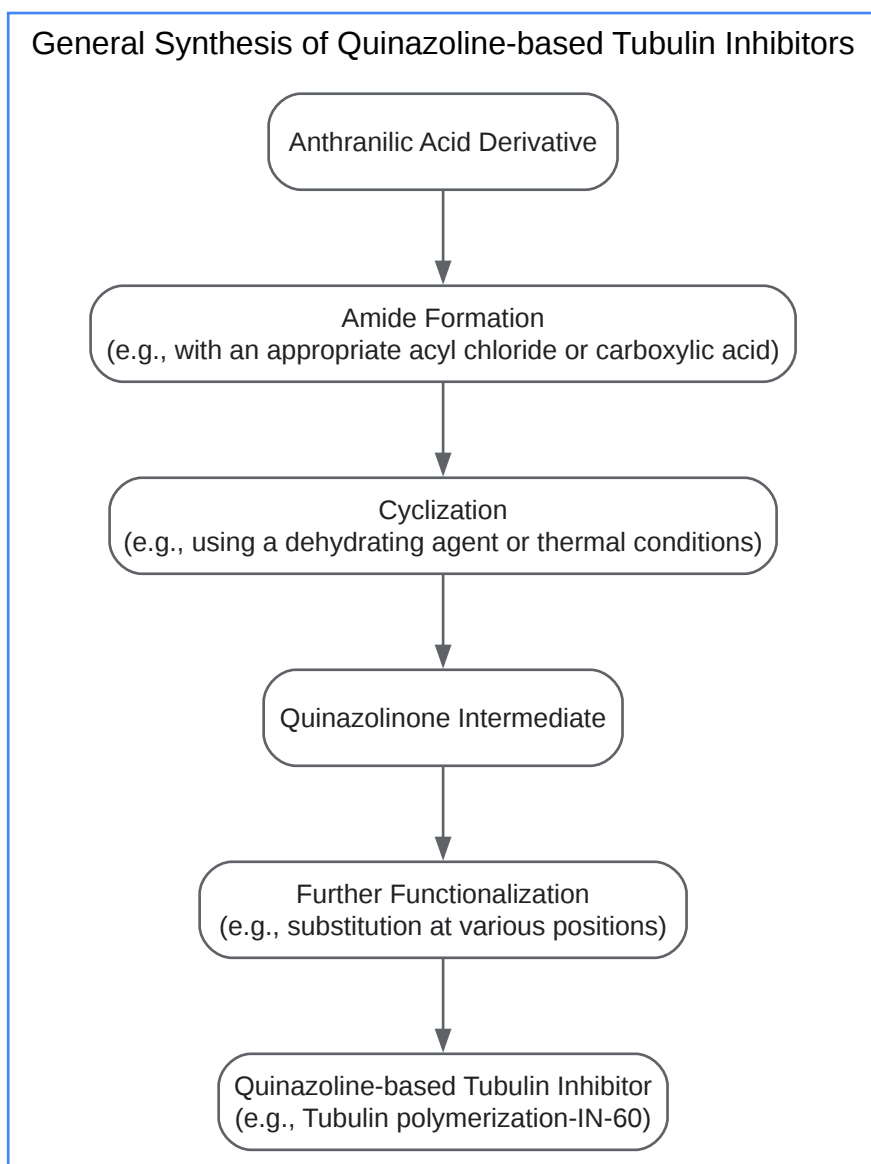 General Synthesis of Quinazoline-based Tubulin Inhibitors
Anthranilic Acid Derivative
Amide Formation
(e.g., with an appropriate acyl chloride or carboxylic acid)
Cyclization
(e.g., using a dehydrating agent or thermal conditions)
Quinazolinone Intermediate
Further Functionalization
(e.g., substitution at various positions)
Quinazoline-based Tubulin Inhibitor
(e.g., Tubulin polymerization-IN-60)